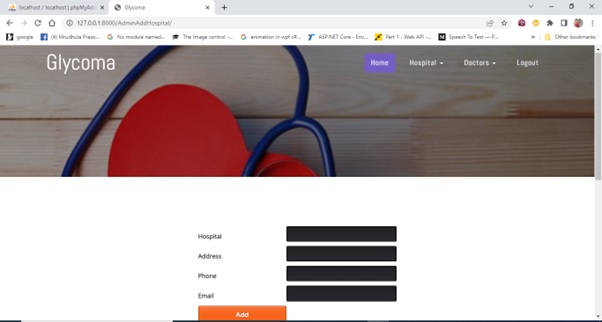 localhost / localhost | phpMyAd
Glycoma
127.0.0.1:8000/AdminAddHospital/
google
(4) Mrudhula Praso...
No module named...
The Image control -...
animation in wpf c#...
ASP.NET Core - Env...
Part 1 - Web API -...
Speech To Text — P...
»
Other bookmarks
Glycoma
Home
Hospital
Doctors
Logout
Hospital
Address
Phone
Email
Add